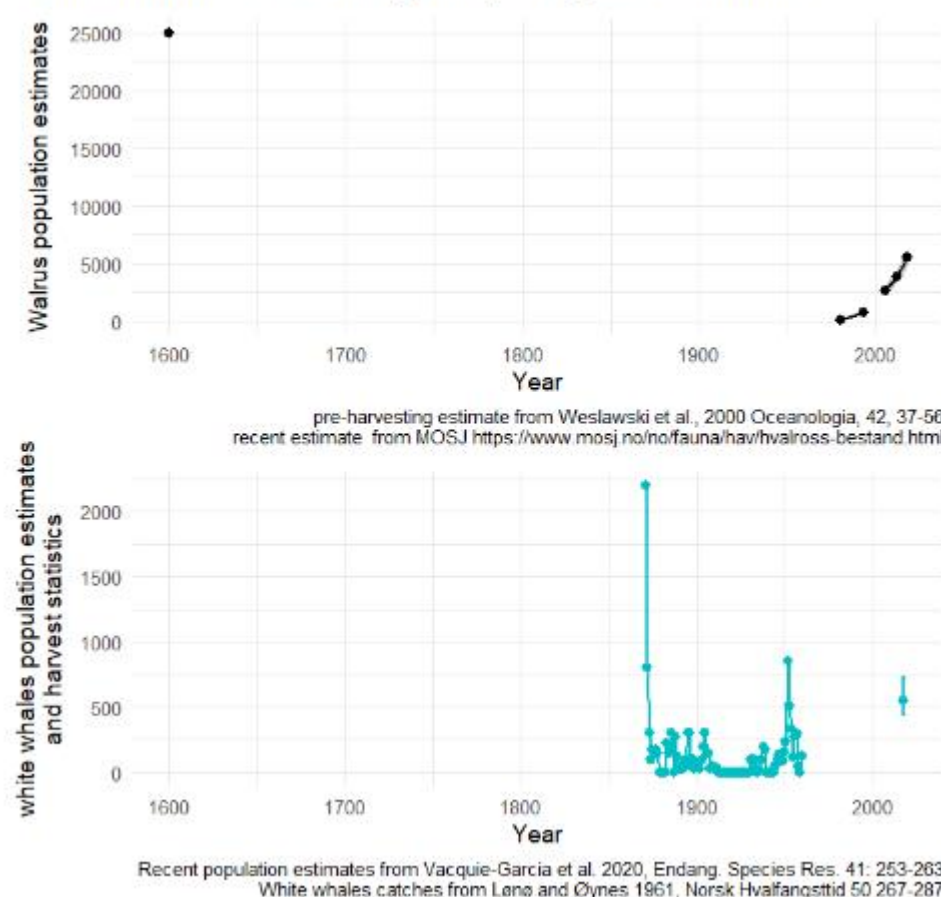 Walrus population estimates
25000
20000
15000
10000
5000
0
1600 1700 1800 1900 2000
Year
pre-harvesting estimate from Weslawski et al., 2000 Oceanologia, 42, 37-56
recent estimate from MOSJ https://www.mosj.no/no/fauna/hav/hvalross-bestand.html
white whales population estimates
and harvest statistics
2000
1500
1000
500
0
1600 1700 1800 1900 2000
Year
Recent population estimates from Vacquie-Garcia et al. 2020, Endang. Species Res. 41: 253-263
White whales catches from Lønø and Øynes 1961, Norsk Hvalfangsttid 50 267-287